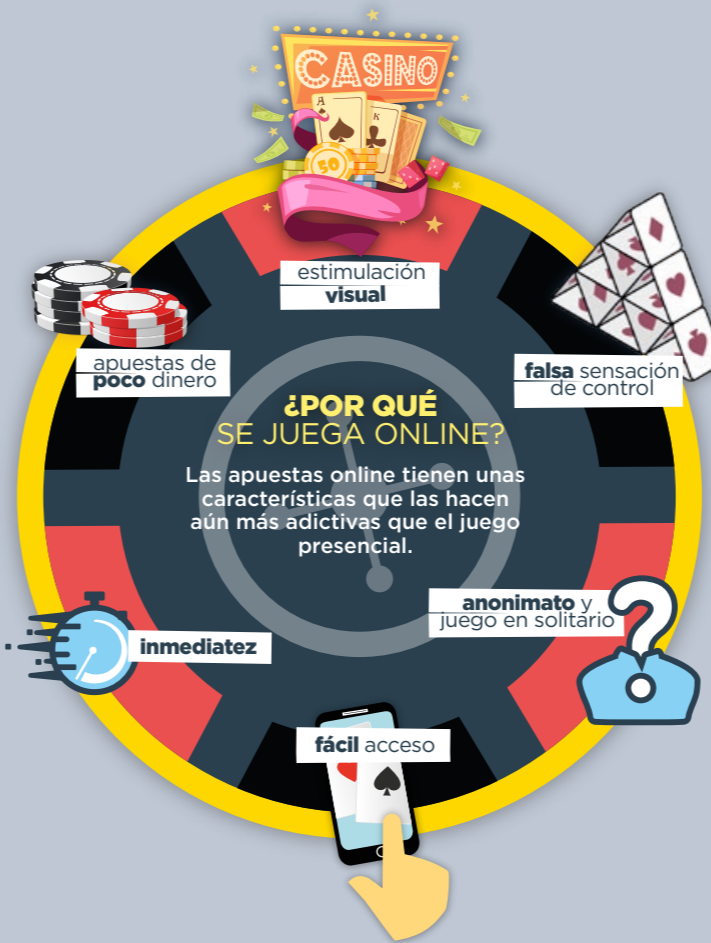 CASINO
A
K
50
estimulación
visual
apuestas de
poco dinero
falsa sensación
de control
¿POR QUÉ
SE JUEGA ONLINE?
Las apuestas online tienen unas
características que las hacen
aún más adictivas que el juego
presencial.
anonimato y
juego en solitario
?
inmediatez
fácil acceso